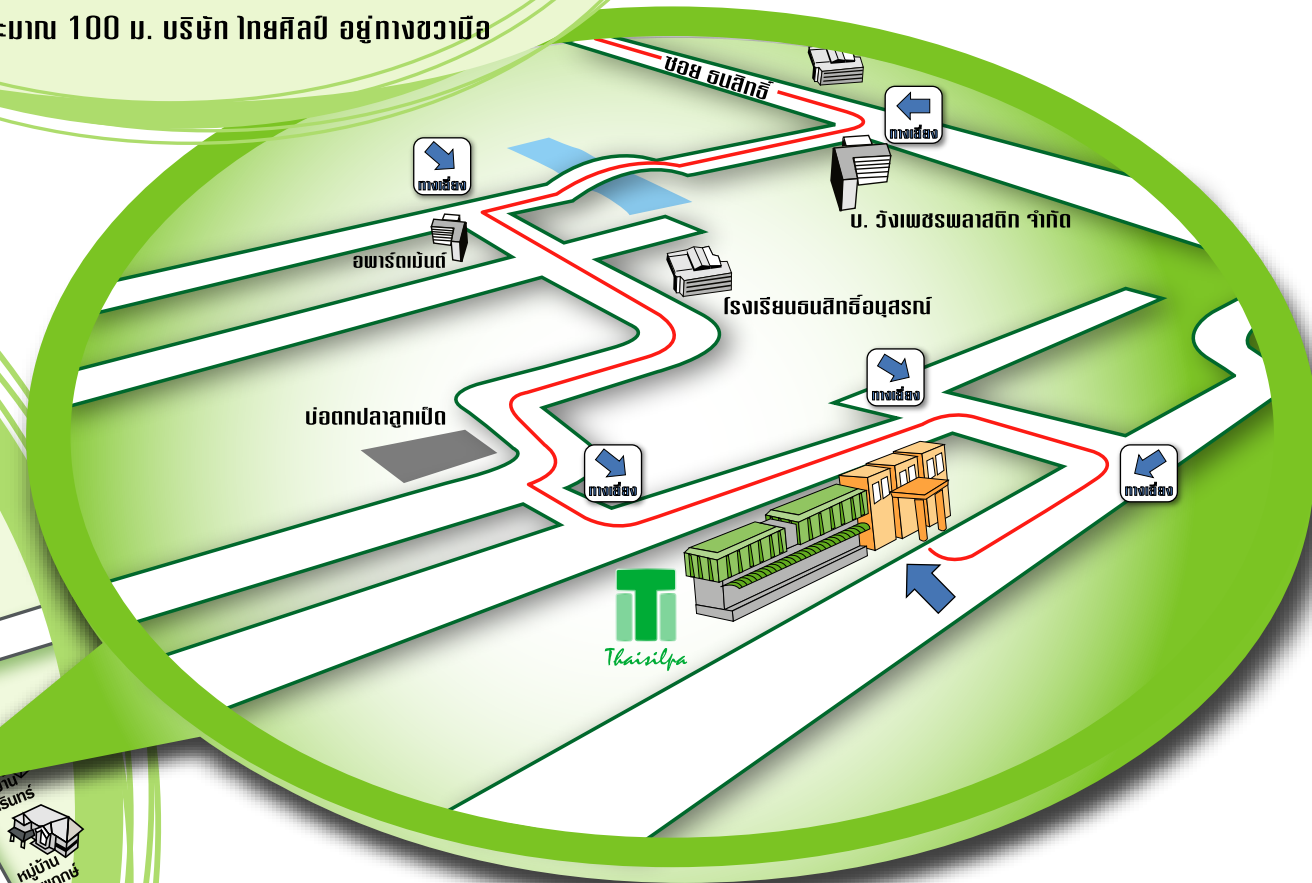 ะมาณ 100 ม. บริษัท ไทยศิลป์ อยู่ทางขวามือ
ซอย ธนสิทธิ์
ทางเลี่ยง
ทางเลี่ยง
บ. วังเพชรพลาสติก จำกัด
อพาร์ตเม้นต์
โรงเรียนธนสิทธิ์อนุสรณ์
ทางเลี่ยง
บ่อตกปลาลูกเป็ด
ทางเลี่ยง
ทางเลี่ยง
Thaisilpa
หมู่บ้าน